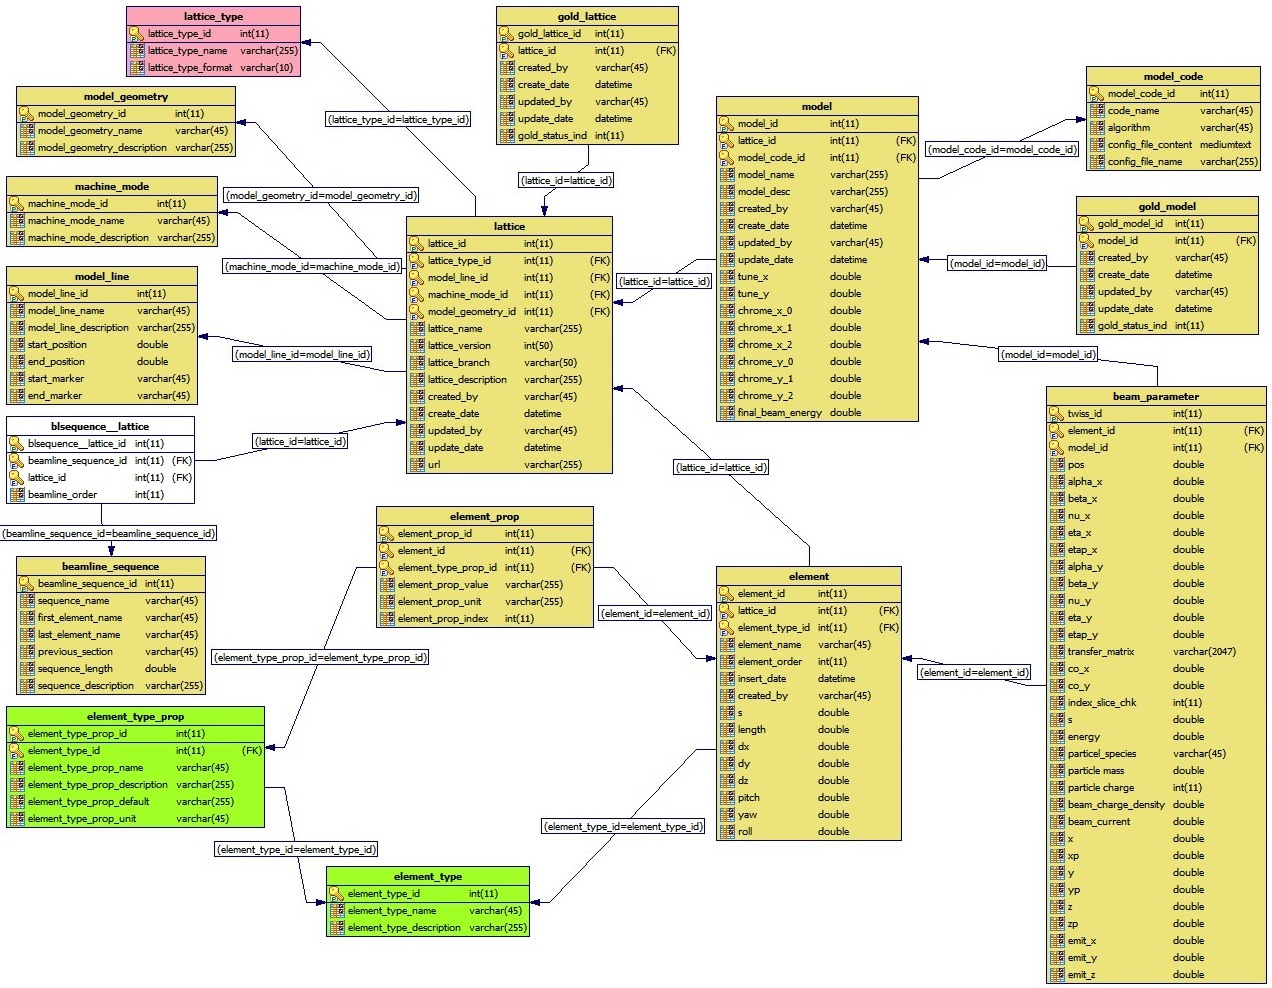 lattice_type
lattice_type_id int(11)
lattice_type_name varchar(255)
lattice_type_format varchar(10)
gold_lattice
gold_lattice_id int(11)
lattice_id int(11) (FK)
created_by varchar(45)
create_date datetime
updated_by varchar(45)
update_date datetime
gold_status_ind int(11)
model_code
model_code_id int(11)
code_name varchar(45)
algorithm varchar(45)
config_file_content mediumtext
config_file_name varchar(255)
model_geometry
model_geometry_id int(11)
model_geometry_name varchar(45)
model_geometry_description varchar(255)
(lattice_type_id=lattice_type_id)
model
model_id int(11)
lattice_id int(11) (FK)
model_code_id int(11) (FK)
model_name varchar(255)
model_desc varchar(255)
created_by varchar(45)
create_date datetime
updated_by varchar(45)
update_date datetime
tune_x double
tune_y double
chrome_x_0 double
chrome_x_1 double
chrome_x_2 double
chrome_y_0 double
chrome_y_1 double
chrome_y_2 double
final_beam_energy double
(model_code_id=model_code_id)
machine_mode
machine_mode_id int(11)
machine_mode_name varchar(45)
machine_mode_description varchar(255)
(model_geometry_id=model_geometry_id)
(lattice_id=lattice_id)
gold_model
gold_model_id int(11)
model_id int(11) (FK)
created_by varchar(45)
create_date datetime
updated_by varchar(45)
update_date datetime
gold_status_ind int(11)
(machine_mode_id=machine_mode_id)
lattice
lattice_id int(11)
lattice_type_id int(11) (FK)
model_line_id int(11) (FK)
machine_mode_id int(11) (FK)
model_geometry_id int(11) (FK)
lattice_name varchar(255)
lattice_version int(50)
lattice_branch varchar(50)
lattice_description varchar(255)
created_by varchar(45)
create_date datetime
updated_by varchar(45)
update_date datetime
url varchar(255)
(lattice_id=lattice_id)
(model_id=model_id)
model_line
model_line_id int(11)
model_line_name varchar(45)
model_line_description varchar(255)
start_position double
end_position double
start_marker varchar(45)
end_marker varchar(45)
(model_line_id=model_line_id)
(model_id=model_id)
beam_parameter
twiss_id int(11)
element_id int(11) (FK)
model_id int(11) (FK)
pos double
alpha_x double
beta_x double
nu_x double
eta_x double
etap_x double
alpha_y double
beta_y double
nu_y double
eta_y double
etap_y double
transfer_matrix varchar(2047)
co_x double
co_y double
index_slice_chk int(11)
s double
energy double
particel_species varchar(45)
particle mass double
particle charge int(11)
beam_charge_density double
beam_current double
x double
xp double
y double
yp double
z double
zp double
emit_x double
emit_y double
emit_z double
blsequence__lattice
blsequence_lattice_id int(11)
beamline_sequence_id int(11) (FK)
lattice_id int(11) (FK)
beamline_order int(11)
(lattice_id=lattice_id)
(lattice_id=lattice_id)
(beamline_sequence_id=beamline_sequence_id)
element_prop
element_prop_id int(11)
element_id int(11) (FK)
element_type_prop_id int(11) (FK)
element_prop_value varchar(255)
element_prop_unit varchar(255)
element_prop_index int(11)
beamline_sequence
beamline_sequence_id int(11)
sequence_name varchar(45)
first_element_name varchar(45)
last_element_name varchar(45)
previous_section varchar(45)
sequence_length double
sequence_description varchar(255)
(element_id=element_id)
element
element_id int(11)
lattice_id int(11) (FK)
element_type_id int(11) (FK)
element_name varchar(45)
element_order int(11)
insert_date datetime
created_by varchar(45)
s double
length double
dx double
dy double
dz double
pitch double
yaw double
roll double
(element_type_prop_id=element_type_prop_id)
(element_id=element_id)
element_type_prop
element_type_prop_id int(11)
element_type_id int(11) (FK)
element_type_prop_name varchar(45)
element_type_prop_description varchar(255)
element_type_prop_default varchar(255)
element_type_prop_unit varchar(45)
(element_type_id=element_type_id)
(element_type_id=element_type_id)
element_type
element_type_id int(11)
element_type_name varchar(45)
element_type_description varchar(255)